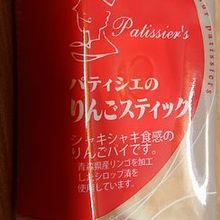 Patissier's
パティシエの
りんごスティック
シャキシャキ食感の
りんごパイです。
青森県産リンゴを加工
したシロップ漬を
使用しています。